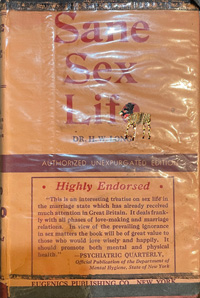 Sane
Sex
Life
DR. H. W. LONG
AUTHORIZED UNEXPURGATED EDITION
• Highly Endorsed •
"This is an interesting treatise on sex life in
the marriage state which has already received
much attention in Great Britain. It deals frank-
ly with all phases of love-making and marriage
relations. In view of the prevailing ignorance
in sex matters the book will be of great value to
those who would love wisely and happily. It
should promote both mental and physical
health."—PSYCHIATRIC QUARTERLY,
Official Publication of the Department of
Mental Hygiene, State of New York
EUGENICS PUBLISHING CO. NEW YORK